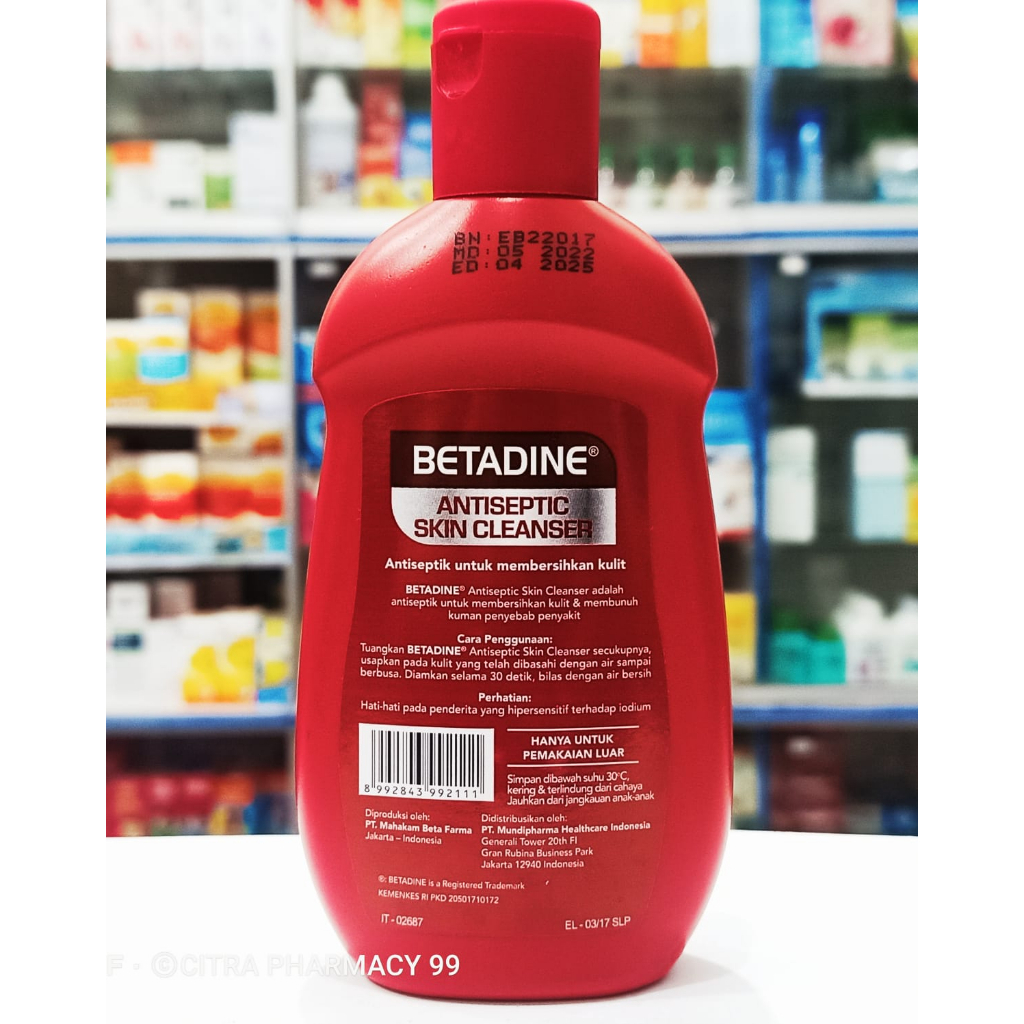 BN : EB22017
MD : 05 2022
ED : 04 2025
BETADINE®
ANTISEPTIC
SKIN CLEANSER
Antiseptik untuk membersihkan kulit
BETADINE® Antiseptic Skin Cleanser adalah
antiseptik untuk membersihkan kulit & membunuh
kuman penyebab penyakit
Cara Penggunaan:
Tuangkan BETADINE® Antiseptic Skin Cleanser secukupnya,
usapkan pada kulit yang telah dibasahi dengan air sampai
berbusa. Diamkan selama 30 detik, bilas dengan air bersih
Perhatian:
Hati-hati pada penderita yang hipersensitif terhadap iodium
8 992843 992111
HANYA UNTUK
PEMAKAIAN LUAR
Simpan dibawah suhu 30°C,
kering & terlindung dari cahaya
Jauhkan dari jangkauan anak-anak
Diproduksi oleh:
PT. Mahakam Beta Farma
Jakarta – Indonesia
Didistribusikan oleh:
PT. Mundipharma Healthcare Indonesia
Generali Tower 20th Fl
Gran Rubina Business Park
Jakarta 12940 Indonesia
®: BETADINE is a Registered Trademark
KEMENKES RI PKD 20501710172
IT - 02687
EL - 03/17 SLP
F · ©CITRA PHARMACY 99